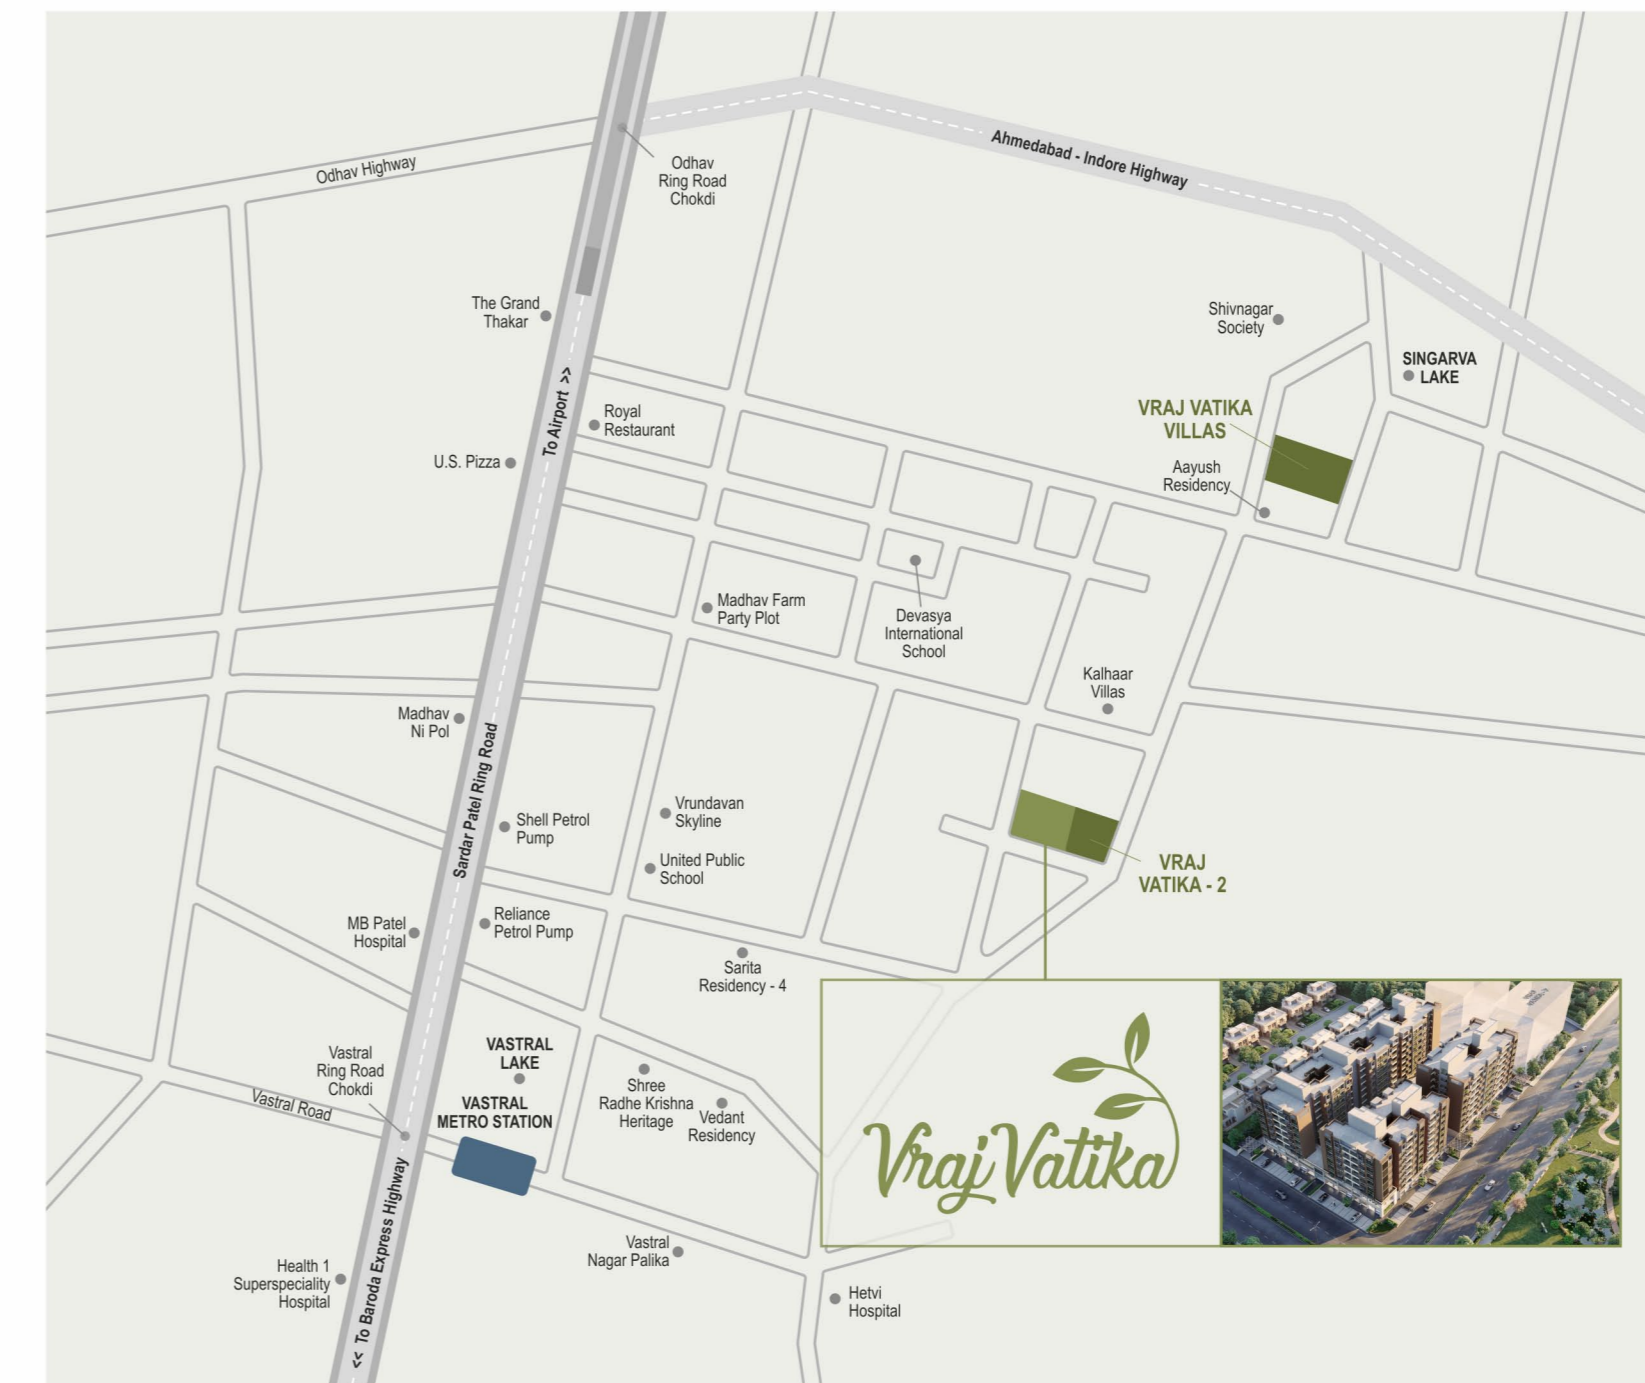 Odhav Highway
Odhav
Ring Road
Chokdi
Ahmedabad - Indore Highway
The Grand
Thakar
Shivnagar
Society
SINGARVA
LAKE
To Airport >>
Royal
Restaurant
VRAJ VATIKA
VILLAS
U.S. Pizza
Aayush
Residency
Madhav Farm
Party Plot
Devasya
International
School
Kalhaar
Villas
Madhav
Ni Pol
Sardar Patel Ring Road
Shell Petrol
Pump
Vrundavan
Skyline
United Public
School
VRAJ
VATIKA - 2
MB Patel
Hospital
Reliance
Petrol Pump
Sarita
Residency - 4
Vastral
Ring Road
Chokdi
VASTRAL
LAKE
Vastral Road
VASTRAL
METRO STATION
Shree
Radhe Krishna
Heritage
Vedant
Residency
Vraj Vatika
Vastral
Nagar Palika
Health 1
Superspeciality
Hospital
<< To Baroda Express Highway
Hetvi
Hospital